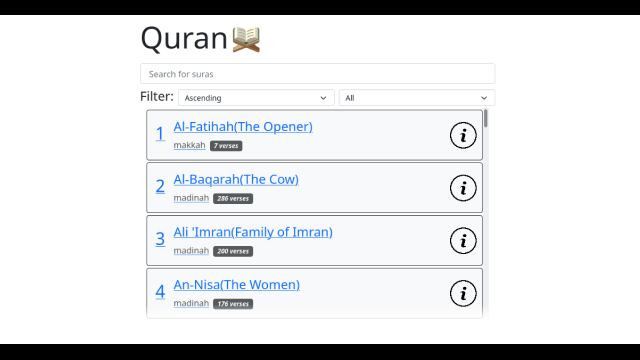 Quran
Search for suras
Filter: Ascending All
1 Al-Fatihah(The Opener)
makkah 7 verses
2 Al-Baqarah(The Cow)
madinah 286 verses
3 Ali 'Imran(Family of Imran)
madinah 200 verses
4 An-Nisa(The Women)
madinah 176 verses